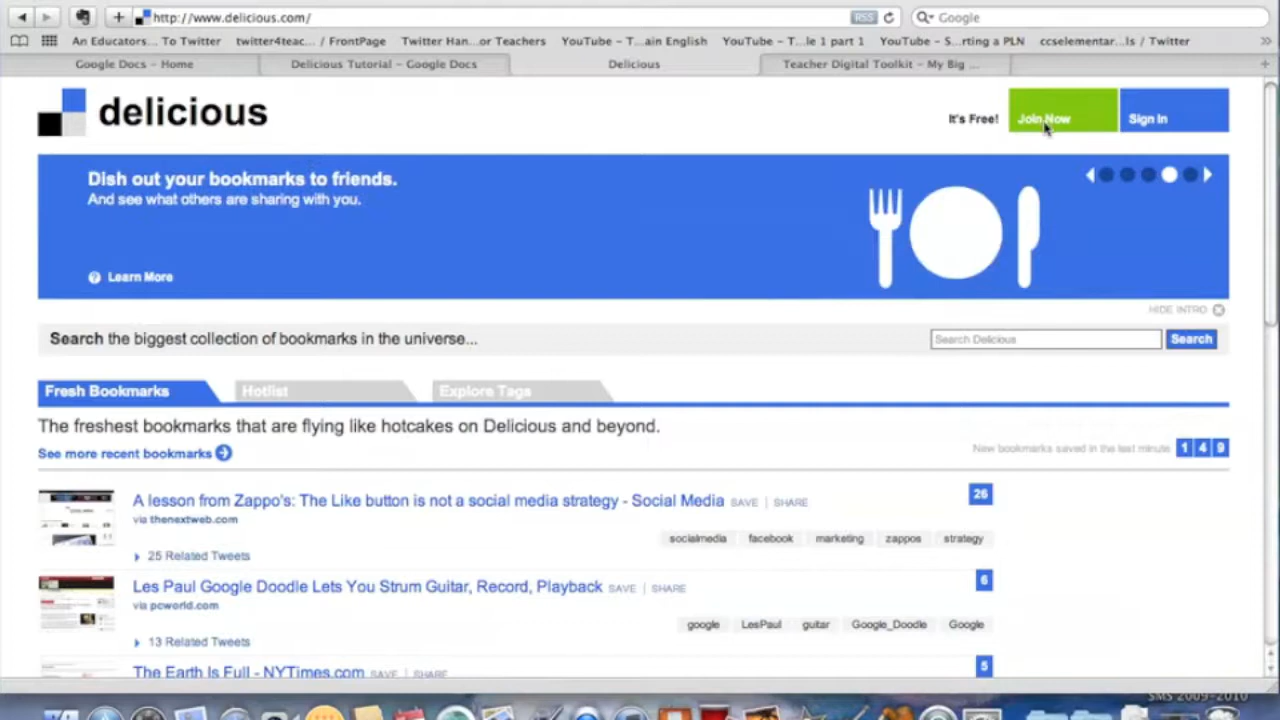 http://www.delicious.com/
RSS
Google
An Educators... To Twitter
twitter4teac... / FrontPage
Twitter Han...or Teachers
YouTube – T...ain English
YouTube – T...le 1 part 1
YouTube – S...rting a PLN
ccselementar...ls / Twitter
Google Docs – Home
Delicious Tutorial – Google Docs
Delicious
Teacher Digital Toolkit – My Big ...
delicious
It's Free!
Join Now
Sign In
Dish out your bookmarks to friends.
And see what others are sharing with you.
Learn More
HIDE INTRO
Search the biggest collection of bookmarks in the universe...
Search Delicious
Search
Fresh Bookmarks
Hotlist
Explore Tags
The freshest bookmarks that are flying like hotcakes on Delicious and beyond.
See more recent bookmarks
New bookmarks saved in the last minute 1 4 9
A lesson from Zappo's: The Like button is not a social media strategy - Social Media SAVE | SHARE
26
via thenextweb.com
socialmedia facebook marketing zappos strategy
25 Related Tweets
Les Paul Google Doodle Lets You Strum Guitar, Record, Playback SAVE | SHARE
6
via pcworld.com
google LesPaul guitar Google_Doodle Google
13 Related Tweets
The Earth Is Full - NYTimes.com SAVE | SHARE
5
SMS 2009-2010